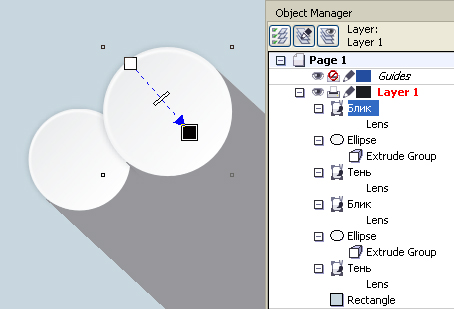 Object Manager
Layer:
Layer 1
Page 1
Guides
Layer 1
Блик
Lens
Ellipse
Extrude Group
Тень
Lens
Блик
Lens
Ellipse
Extrude Group
Тень
Lens
Rectangle